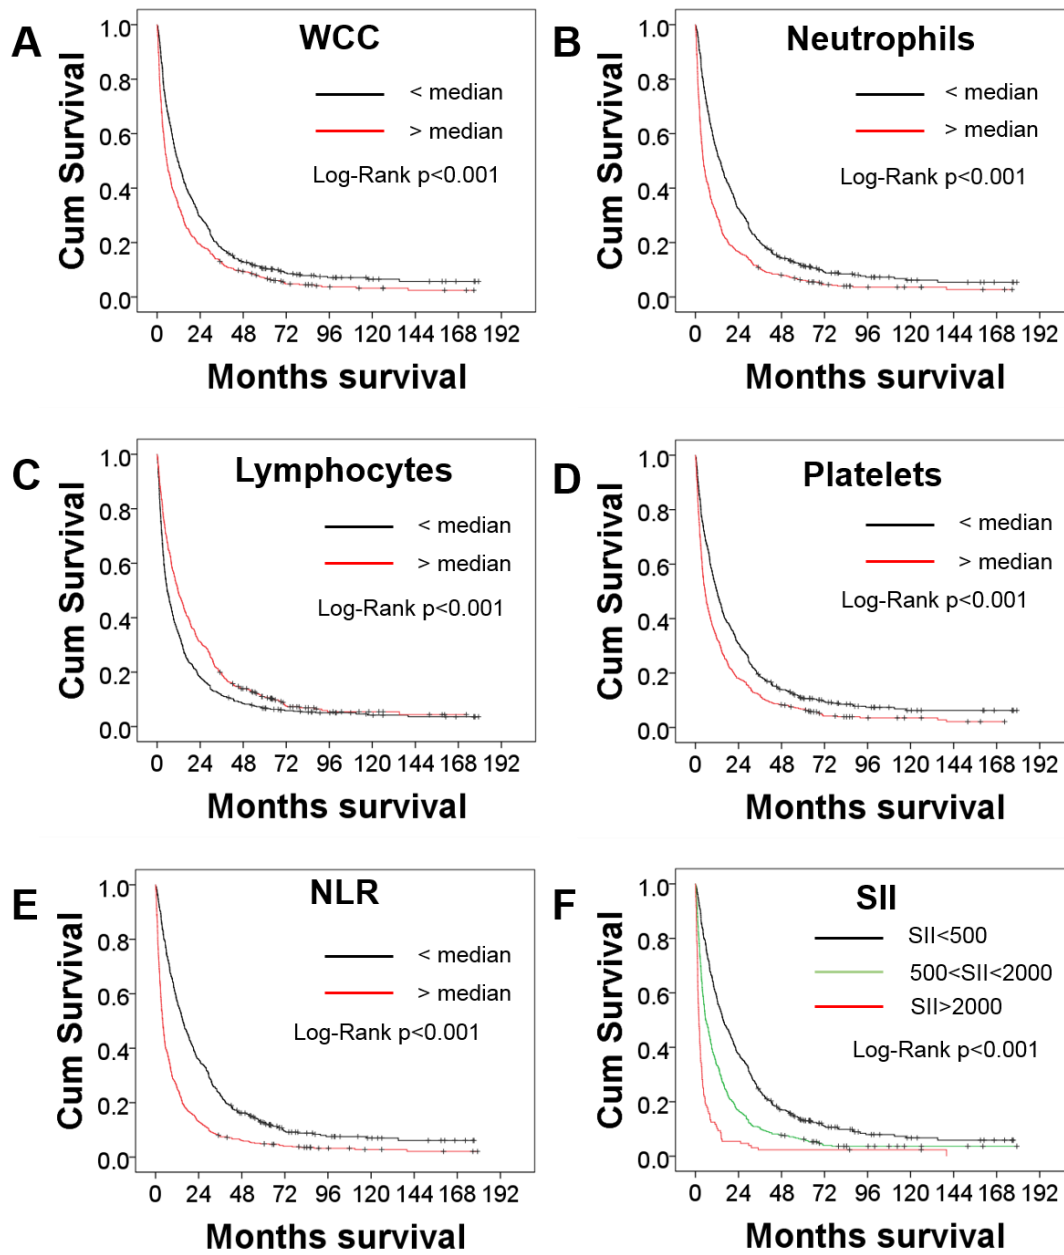 A
WCC
< median
> median
Log-Rank p<0.001
Cum Survival
1.0
0.8
0.6
0.4
0.2
0.0
0 24 48 72 96 120 144 168 192
Months survival
B
Neutrophils
< median
> median
Log-Rank p<0.001
Cum Survival
1.0
0.8
0.6
0.4
0.2
0.0
0 24 48 72 96 120 144 168 192
Months survival
C
Lymphocytes
< median
> median
Log-Rank p<0.001
Cum Survival
1.0
0.8
0.6
0.4
0.2
0.0
0 24 48 72 96 120 144 168 192
Months survival
D
Platelets
< median
> median
Log-Rank p<0.001
Cum Survival
1.0
0.8
0.6
0.4
0.2
0.0
0 24 48 72 96 120 144 168 192
Months survival
E
NLR
< median
> median
Log-Rank p<0.001
Cum Survival
1.0
0.8
0.6
0.4
0.2
0.0
0 24 48 72 96 120 144 168 192
Months survival
F
SII
SII<500
500<SII<2000
SII>2000
Log-Rank p<0.001
Cum Survival
1.0
0.8
0.6
0.4
0.2
0.0
0 24 48 72 96 120 144 168 192
Months survival